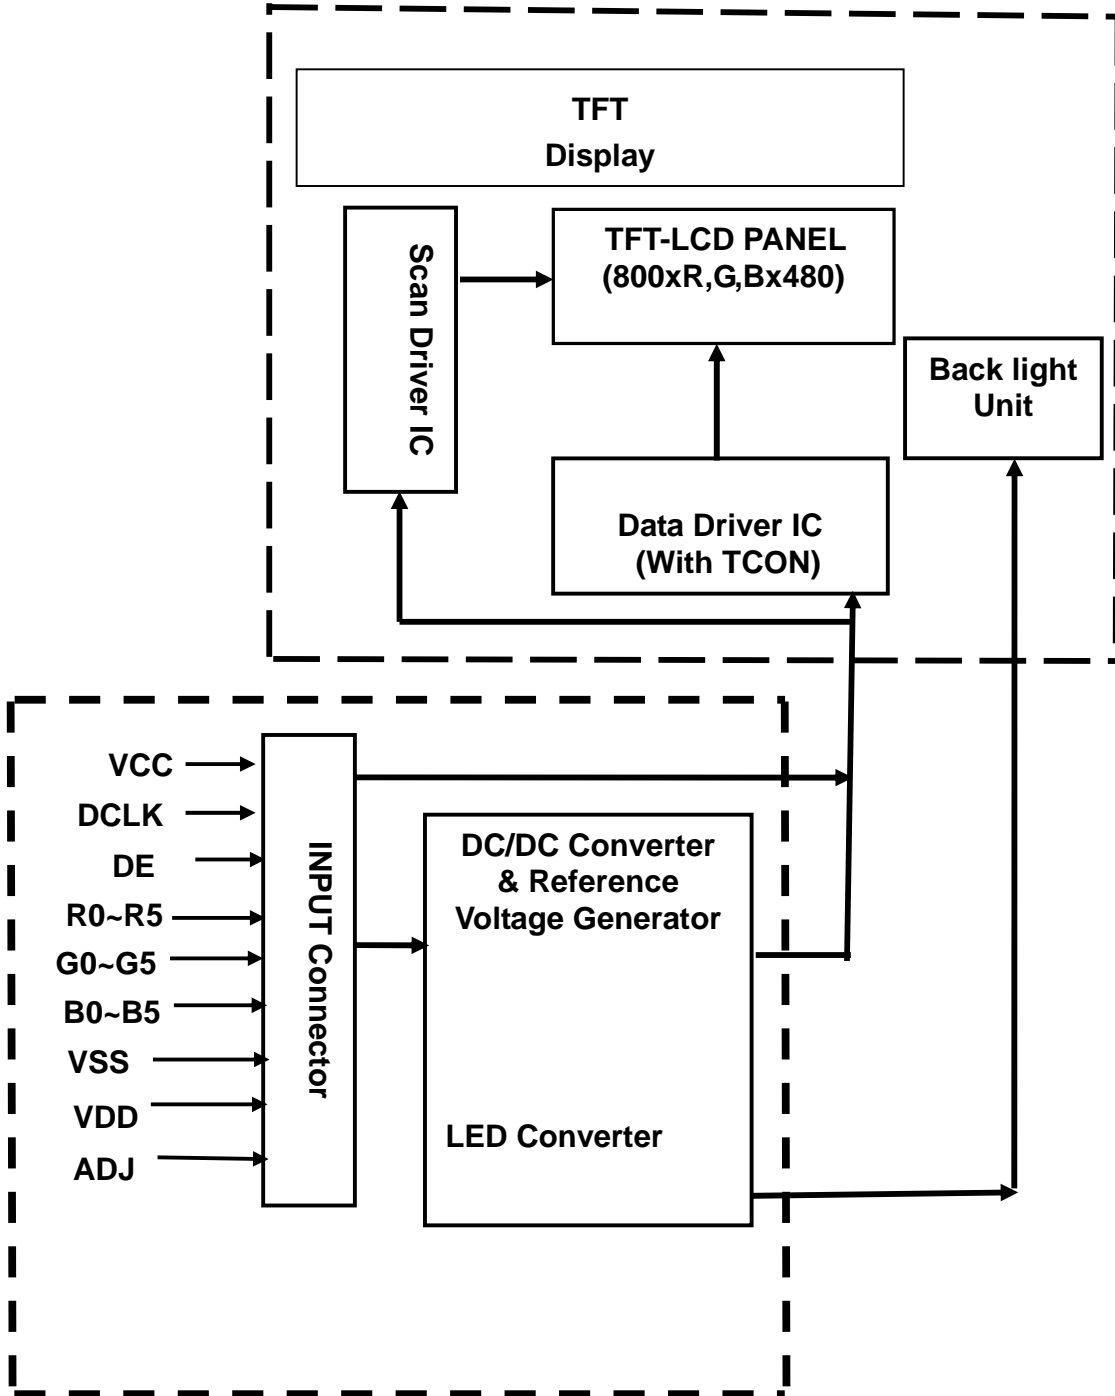 TFT
Display
Scan Driver IC
TFT-LCD PANEL
(800xR,G,Bx480)
Back light
Unit
Data Driver IC
(With TCON)
VCC
DCLK
DE
R0~R5
G0~G5
B0~B5
VSS
VDD
ADJ
INPUT Connector
DC/DC Converter
& Reference
Voltage Generator
LED Converter